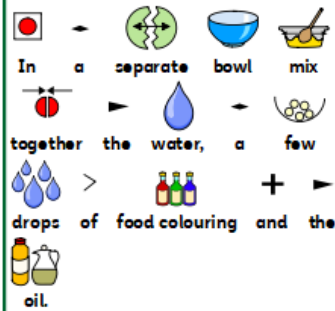 In a separate bowl mix
together the water, a few
drops of food colouring and the
oil.